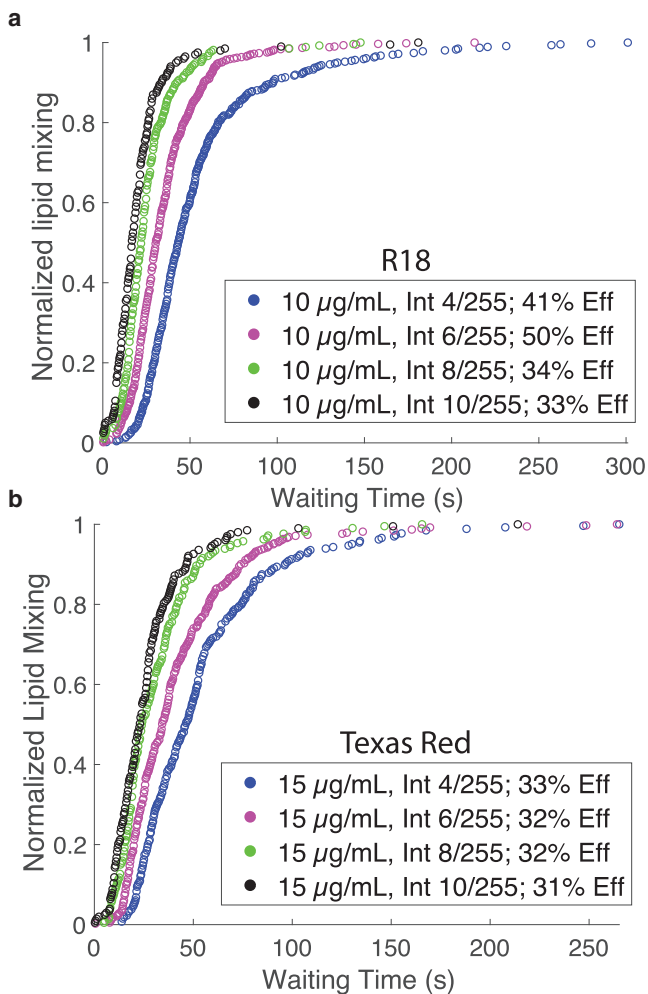 a
1
0.8
0.6
0.4
0.2
0
Normalized lipid mixing
R18
10 µg/mL, Int 4/255; 41% Eff
10 µg/mL, Int 6/255; 50% Eff
10 µg/mL, Int 8/255; 34% Eff
10 µg/mL, Int 10/255; 33% Eff
0 50 100 150 200 250 300
Waiting Time (s)
b
1
0.8
0.6
0.4
0.2
0
Normalized Lipid Mixing
Texas Red
15 µg/mL, Int 4/255; 33% Eff
15 µg/mL, Int 6/255; 32% Eff
15 µg/mL, Int 8/255; 32% Eff
15 µg/mL, Int 10/255; 31% Eff
0 50 100 150 200 250
Waiting Time (s)